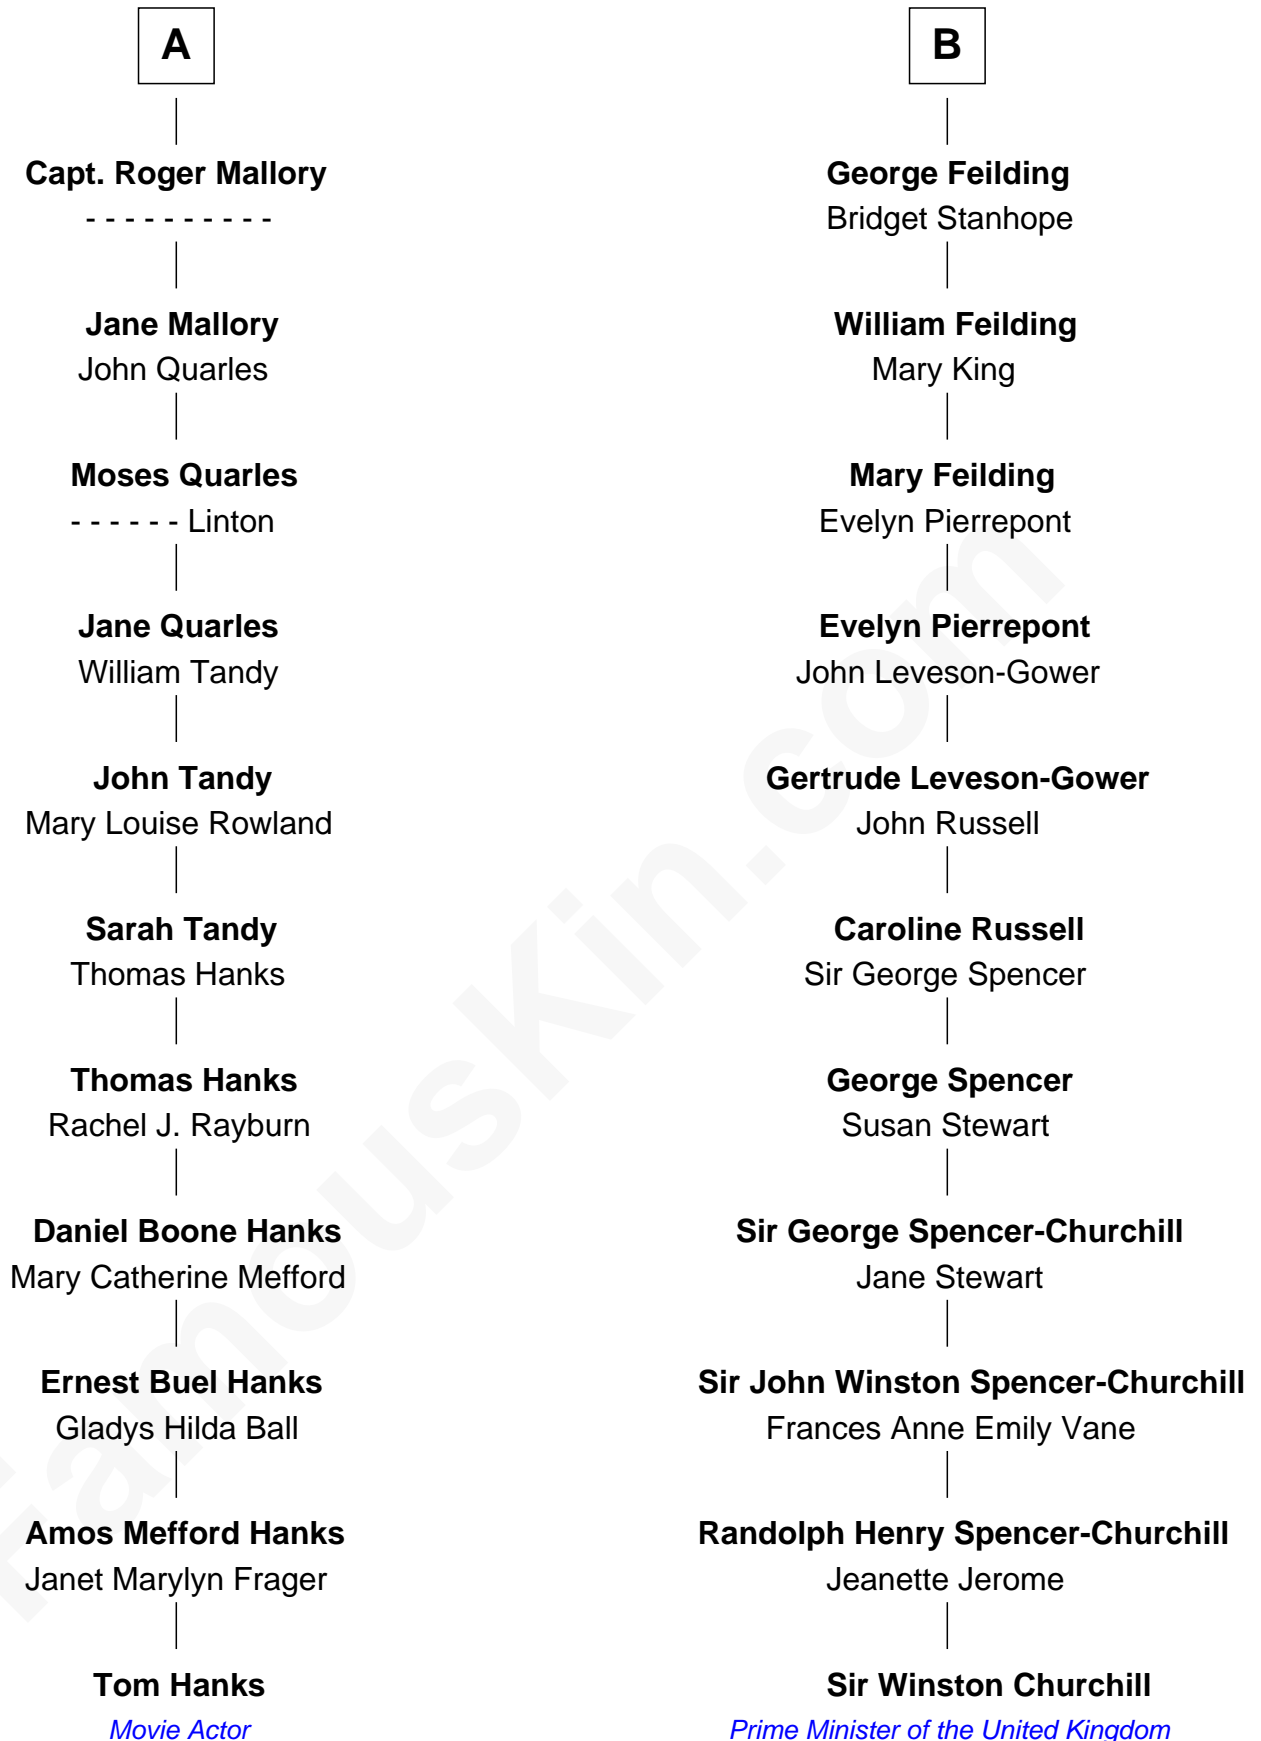 A
Capt. Roger Mallory
- - - - - - - - - -
Jane Mallory
John Quarles
Moses Quarles
- - - - - - Linton
Jane Quarles
William Tandy
John Tandy
Mary Louise Rowland
Sarah Tandy
Thomas Hanks
Thomas Hanks
Rachel J. Rayburn
Daniel Boone Hanks
Mary Catherine Mefford
Ernest Buel Hanks
Gladys Hilda Ball
Amos Mefford Hanks
Janet Marylyn Frager
Tom Hanks
Movie Actor
B
George Feilding
Bridget Stanhope
William Feilding
Mary King
Mary Feilding
Evelyn Pierrepont
Evelyn Pierrepont
John Leveson-Gower
Gertrude Leveson-Gower
John Russell
Caroline Russell
Sir George Spencer
George Spencer
Susan Stewart
Sir George Spencer-Churchill
Jane Stewart
Sir John Winston Spencer-Churchill
Frances Anne Emily Vane
Randolph Henry Spencer-Churchill
Jeanette Jerome
Sir Winston Churchill
Prime Minister of the United Kingdom
FamousKin.com